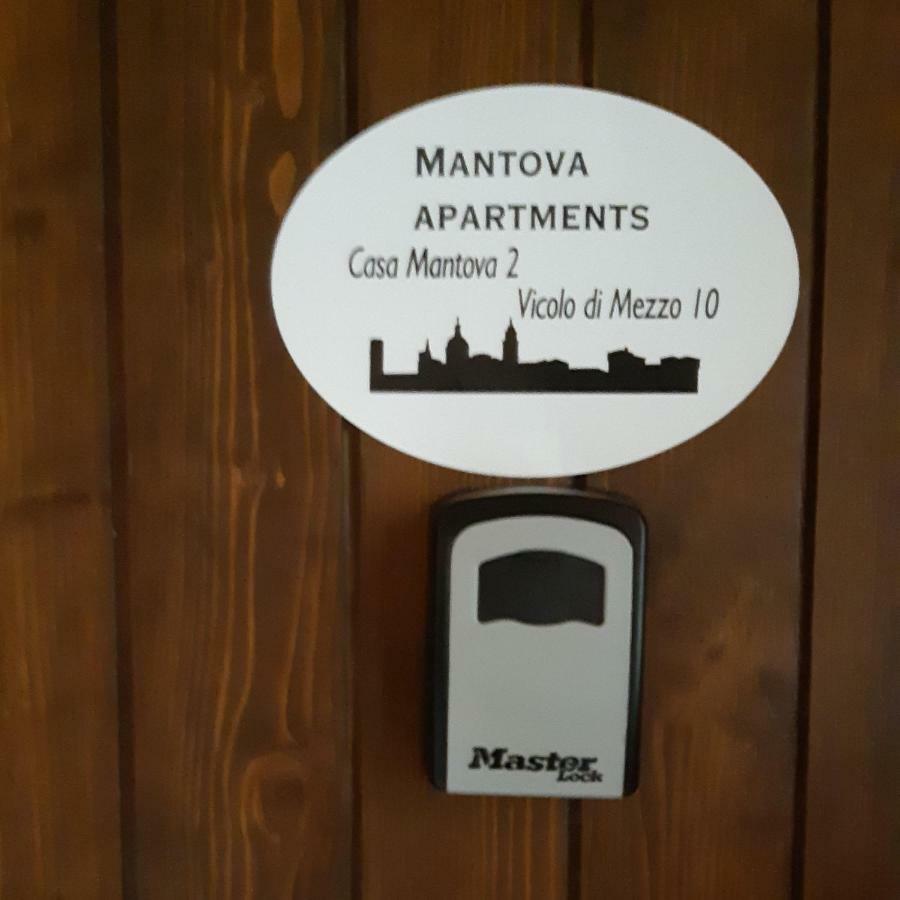 MANTOVA
APARTMENTS
Casa Mantova 2
Vicolo di Mezzo 10
Master
Lock